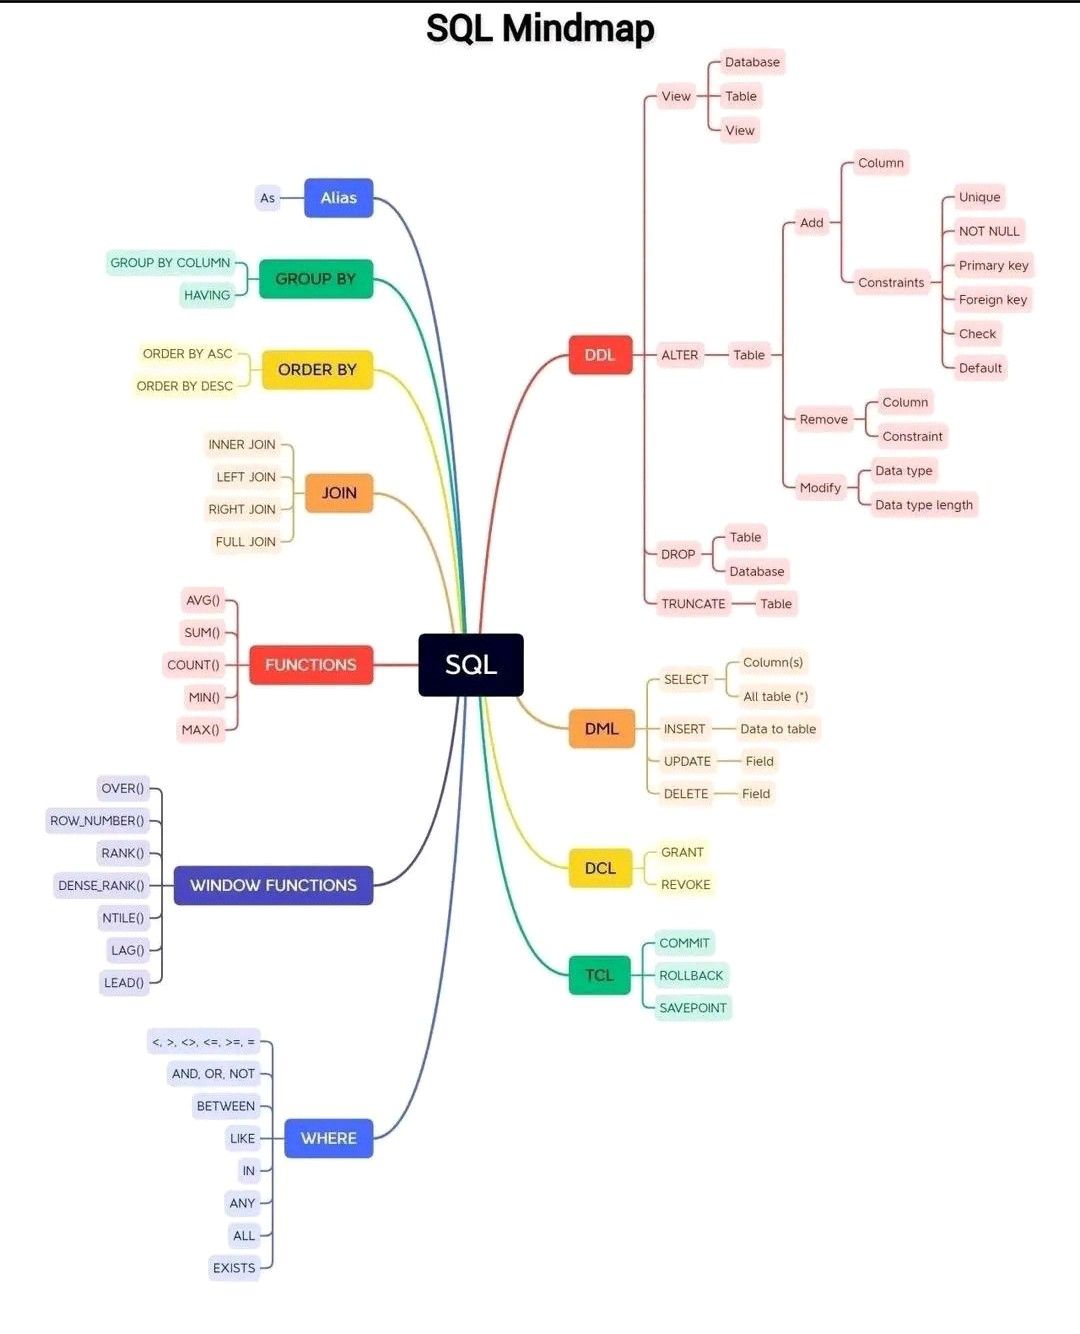 SQL Mindmap
As
Alias
GROUP BY COLUMN
HAVING
GROUP BY
ORDER BY ASC
ORDER BY DESC
ORDER BY
INNER JOIN
LEFT JOIN
RIGHT JOIN
FULL JOIN
JOIN
AVG()
SUM()
COUNT()
MIN()
MAX()
FUNCTIONS
OVER()
ROW_NUMBER()
RANK()
DENSE_RANK()
NTILE()
LAG()
LEAD()
WINDOW FUNCTIONS
<, >, <>, <=, >=, =
AND, OR, NOT
BETWEEN
LIKE
IN
ANY
ALL
EXISTS
WHERE
SQL
DDL
View
Database
Table
View
ALTER
Table
Add
Column
Constraints
Unique
NOT NULL
Primary key
Foreign key
Check
Default
Remove
Column
Constraint
Modify
Data type
Data type length
DROP
Table
Database
TRUNCATE
Table
DML
SELECT
Column(s)
All table (*)
INSERT
Data to table
UPDATE
Field
DELETE
Field
DCL
GRANT
REVOKE
TCL
COMMIT
ROLLBACK
SAVEPOINT